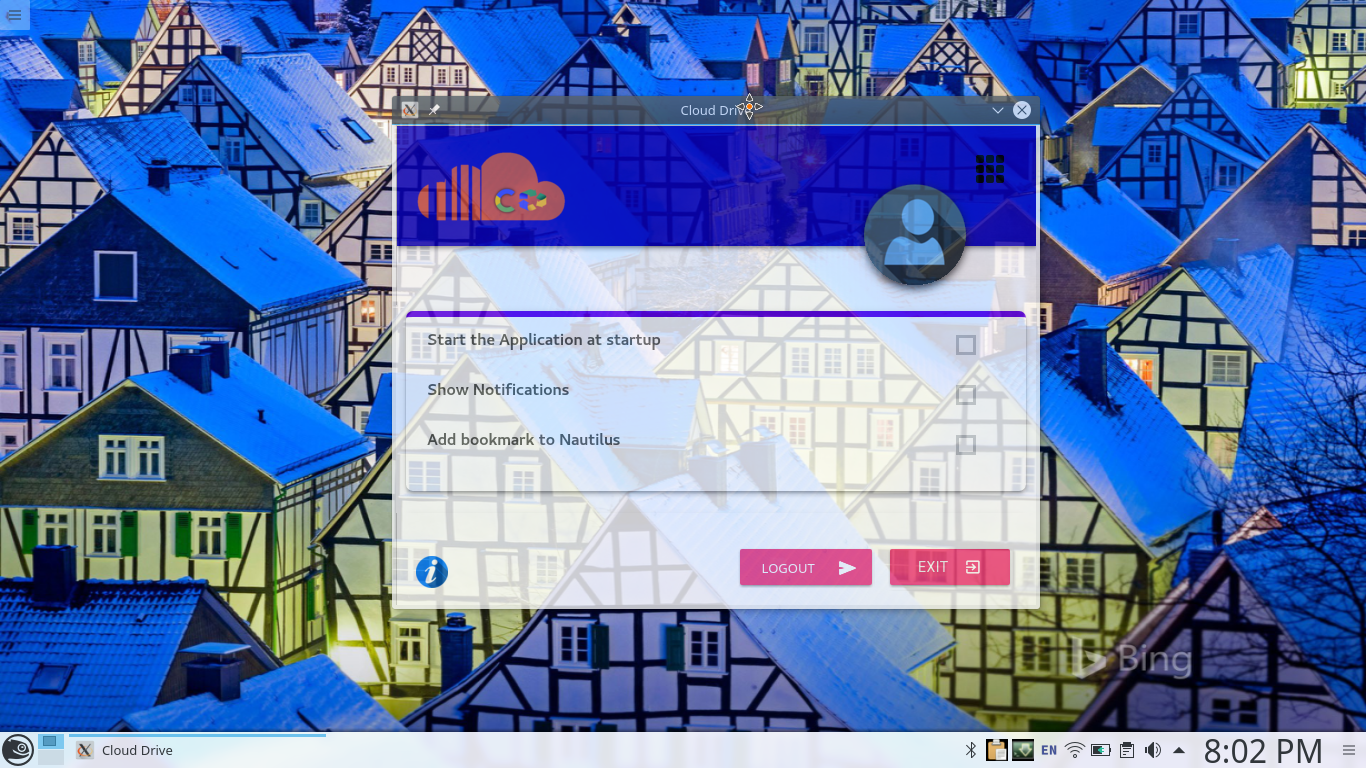 Cloud Drive
Start the Application at startup
Show Notifications
Add bookmark to Nautilus
LOGOUT
EXIT
Bing
Cloud Drive
EN
8:02 PM